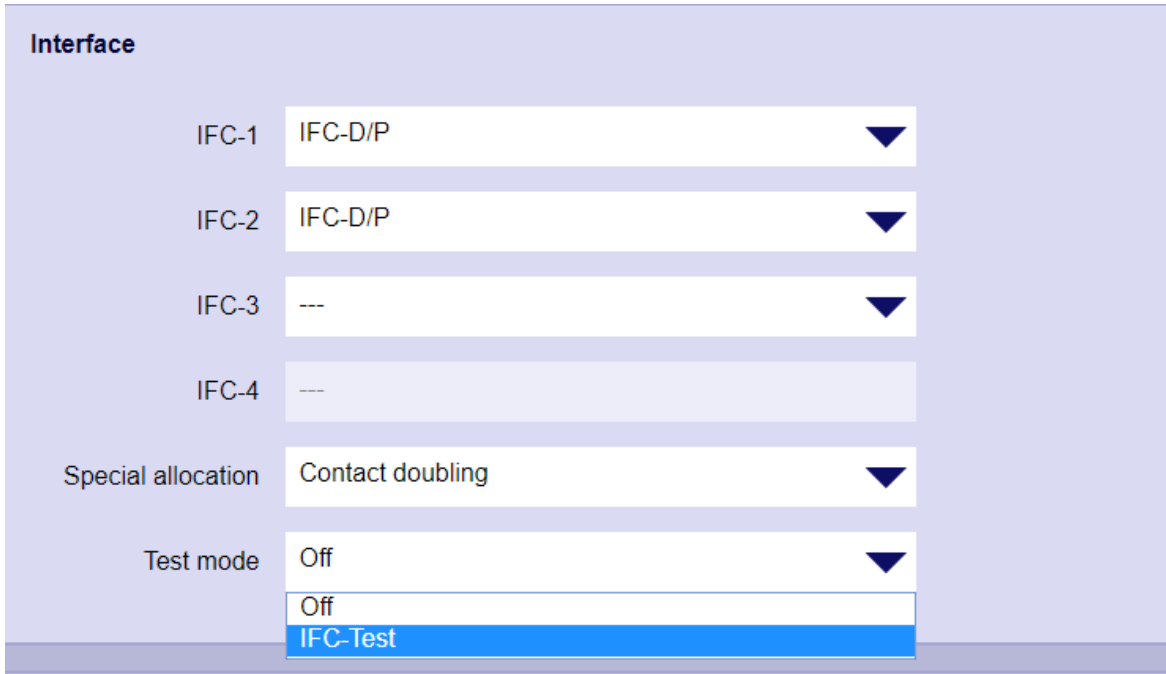 Interface
IFC-1 IFC-D/P
IFC-2 IFC-D/P
IFC-3 ---
IFC-4 ---
Special allocation Contact doubling
Test mode Off
Off
IFC-Test